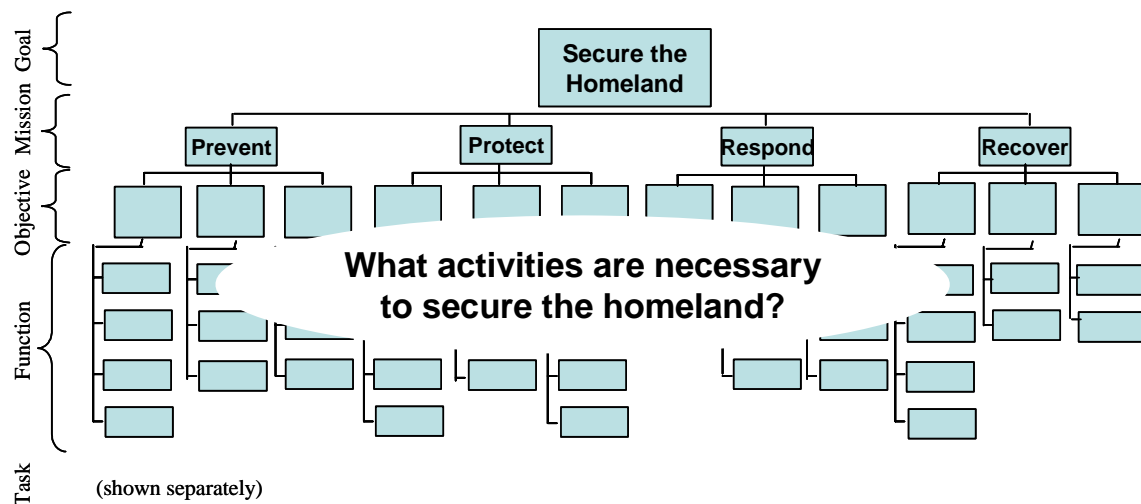 Goal
Secure the
Homeland
Mission
Prevent
Protect
Respond
Recover
Objective
What activities are necessary
to secure the homeland?
Function
Task
(shown separately)